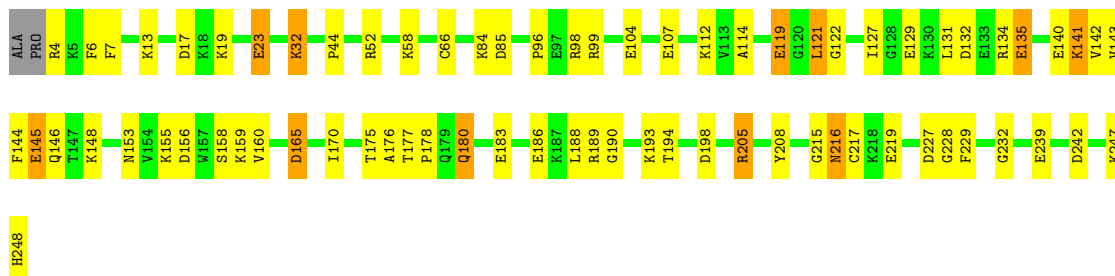 ALA PRO R4 K5 F6 F7 K13 D17 K18 K19 E23 K32 P44 R52 K58 C66 K84 D85 P96 E97 R98 R99 E104 E107 K112 V113 A114 E119 G120 L121 G122 I127 G128 E129 K130 L131 D132 E133 R134 E135 E140 K141 V142
F144 E145 Q146 T147 K148 N153 V154 K155 D156 W157 S158 K159 V160 D165 I170 T175 A176 T177 P178 Q179 Q180 E183 E186 K187 L188 R189 G190 K193 T194 D198 R205 Y208 G215 N216 C217 K218 E219 D227 G228 F229 G232 E239 D242
H248